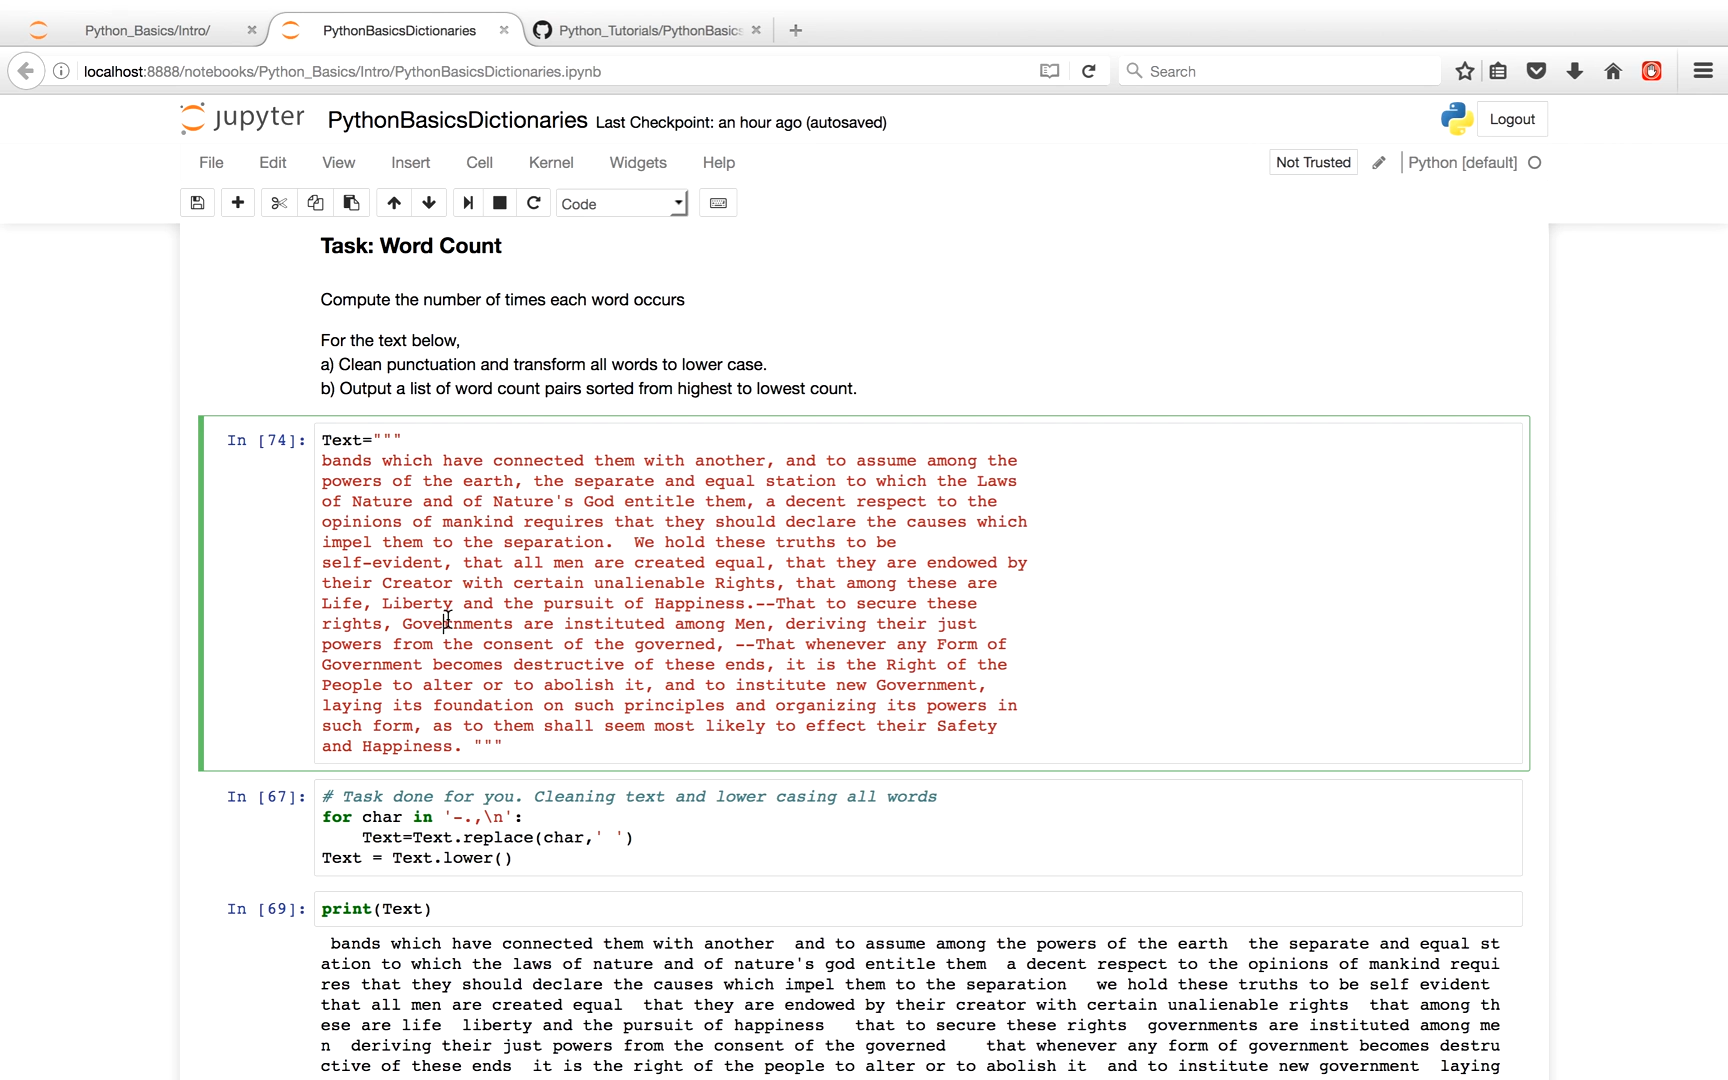 Python_Basics/Intro/
PythonBasicsDictionaries
Python_Tutorials/PythonBasics
localhost:8888/notebooks/Python_Basics/Intro/PythonBasicsDictionaries.ipynb
Search
jupyter
PythonBasicsDictionaries Last Checkpoint: an hour ago (autosaved)
Logout
File Edit View Insert Cell Kernel Widgets Help
Not Trusted
Python [default]
Code
Task: Word Count
Compute the number of times each word occurs
For the text below,
a) Clean punctuation and transform all words to lower case.
b) Output a list of word count pairs sorted from highest to lowest count.
In [74]: Text="""
bands which have connected them with another, and to assume among the
powers of the earth, the separate and equal station to which the Laws
of Nature and of Nature's God entitle them, a decent respect to the
opinions of mankind requires that they should declare the causes which
impel them to the separation.  We hold these truths to be
self-evident, that all men are created equal, that they are endowed by
their Creator with certain unalienable Rights, that among these are
Life, Liberty and the pursuit of Happiness.--That to secure these
rights, Governments are instituted among Men, deriving their just
powers from the consent of the governed, --That whenever any Form of
Government becomes destructive of these ends, it is the Right of the
People to alter or to abolish it, and to institute new Government,
laying its foundation on such principles and organizing its powers in
such form, as to them shall seem most likely to effect their Safety
and Happiness. """
In [67]: # Task done for you. Cleaning text and lower casing all words
for char in '-.,\n':
    Text=Text.replace(char,' ')
Text = Text.lower()
In [69]: print(Text)
bands which have connected them with another  and to assume among the powers of the earth  the separate and equal st
ation to which the laws of nature and of nature's god entitle them  a decent respect to the opinions of mankind requi
res that they should declare the causes which impel them to the separation   we hold these truths to be self evident
that all men are created equal  that they are endowed by their creator with certain unalienable rights  that among th
ese are life  liberty and the pursuit of happiness   that to secure these rights  governments are instituted among me
n  deriving their just powers from the consent of the governed    that whenever any form of government becomes destru
ctive of these ends  it is the right of the people to alter or to abolish it  and to institute new government  laying